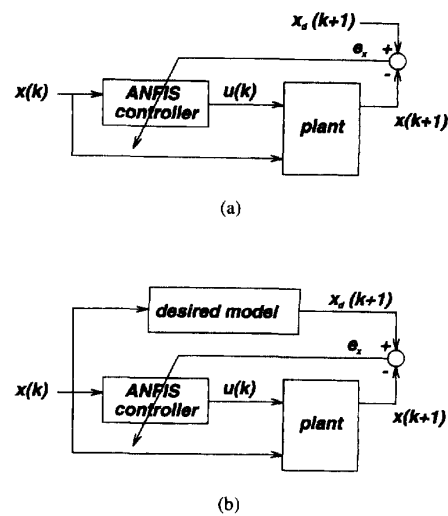 x_d (k+1)
e_x
+
-
x(k)
ANFIS
controller
u(k)
plant
x(k+1)
(a)
desired model
x_d (k+1)
e_x
+
-
x(k)
ANFIS
controller
u(k)
plant
x(k+1)
(b)